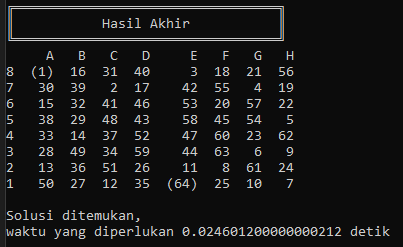 Hasil Akhir
A B C D E F G H
8 (1) 16 31 40 3 18 21 56
7 30 39 2 17 42 55 4 19
6 15 32 41 46 53 20 57 22
5 38 29 48 43 58 45 54 5
4 33 14 37 52 47 60 23 62
3 28 49 34 59 44 63 6 9
2 13 36 51 26 11 8 61 24
1 50 27 12 35 (64) 25 10 7
Solusi ditemukan,
waktu yang diperlukan 0.024601200000000212 detik